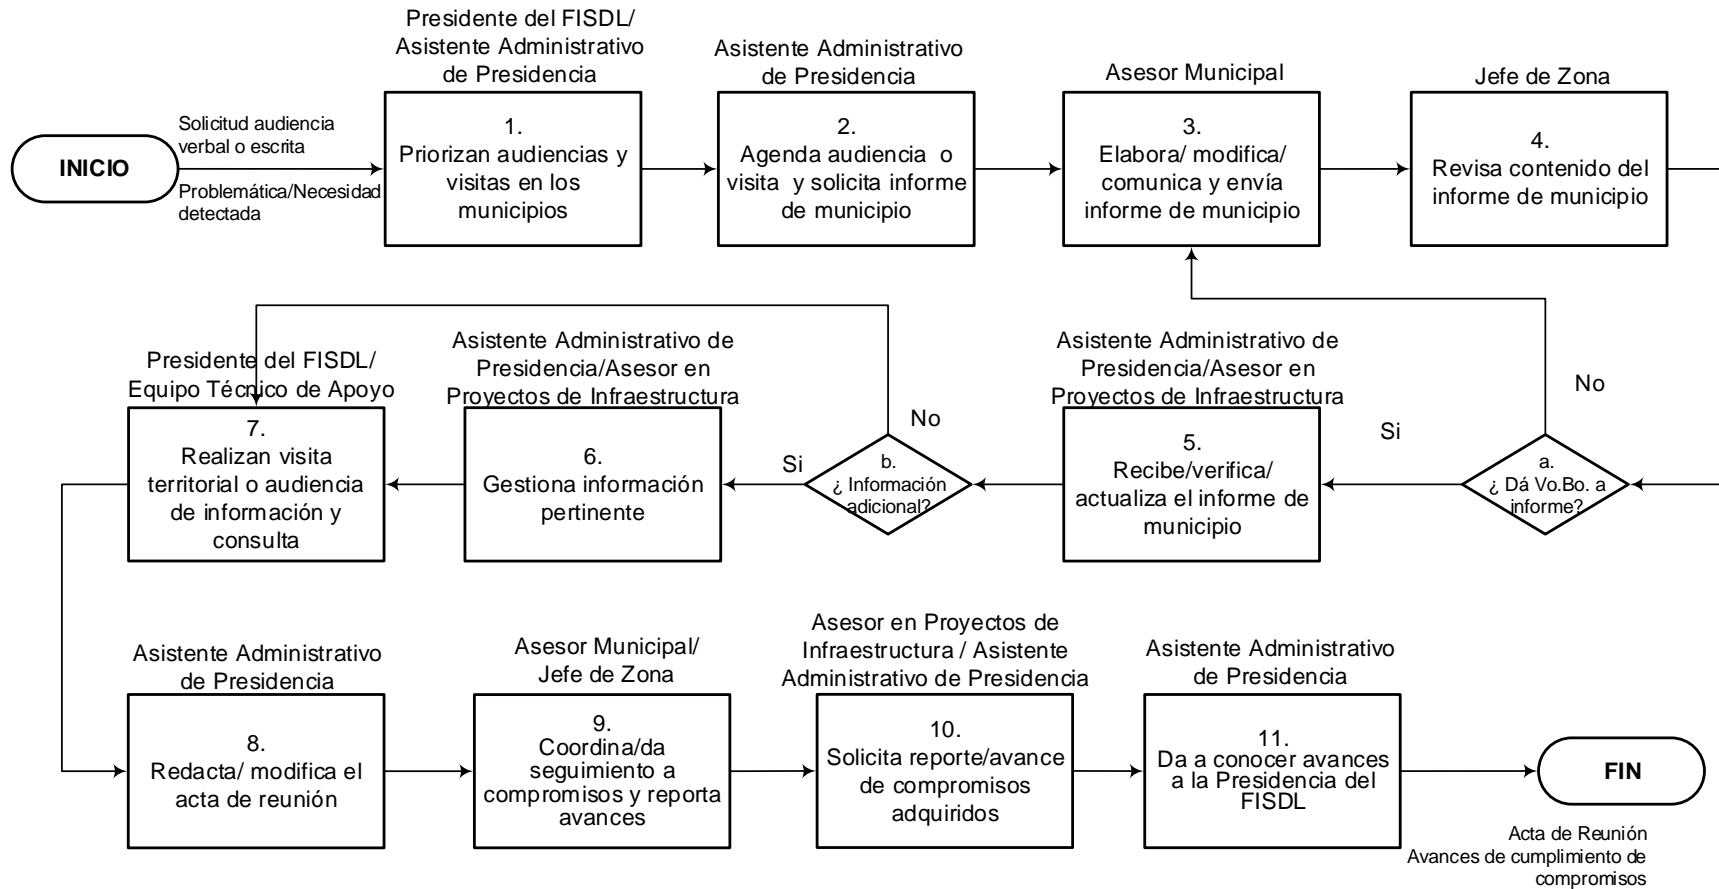 Presidente del FISDL/
Asistente Administrativo
de Presidencia
Asistente Administrativo
de Presidencia
Asesor Municipal
Jefe de Zona
INICIO
Solicitud audiencia
verbal o escrita
Problemática/Necesidad
detectada
1.
Priorizan audiencias y
visitas en los
municipios
2.
Agenda audiencia o
visita y solicita informe
de municipio
3.
Elabora/ modifica/
comunica y envía
informe de municipio
4.
Revisa contenido del
informe de municipio
Presidente del FISDL/
Equipo Técnico de Apoyo
7.
Realizan visita
territorial o audiencia
de información y
consulta
Asistente Administrativo de
Presidencia/Asesor en
Proyectos de Infraestructura
6.
Gestiona información
pertinente
Si
No
b.
¿ Información
adicional?
Asistente Administrativo de
Presidencia/Asesor en
Proyectos de Infraestructura
5.
Recibe/verifica/
actualiza el informe de
municipio
Si
No
a.
¿ Dá Vo.Bo. a
informe?
Asistente Administrativo
de Presidencia
8.
Redacta/ modifica el
acta de reunión
Asesor Municipal/
Jefe de Zona
9.
Coordina/da
seguimiento a
compromisos y reporta
avances
Asesor en Proyectos de
Infraestructura / Asistente
Administrativo de Presidencia
10.
Solicita reporte/avance
de compromisos
adquiridos
Asistente Administrativo
de Presidencia
11.
Da a conocer avances
a la Presidencia del
FISDL
FIN
Acta de Reunión
Avances de cumplimiento de
compromisos